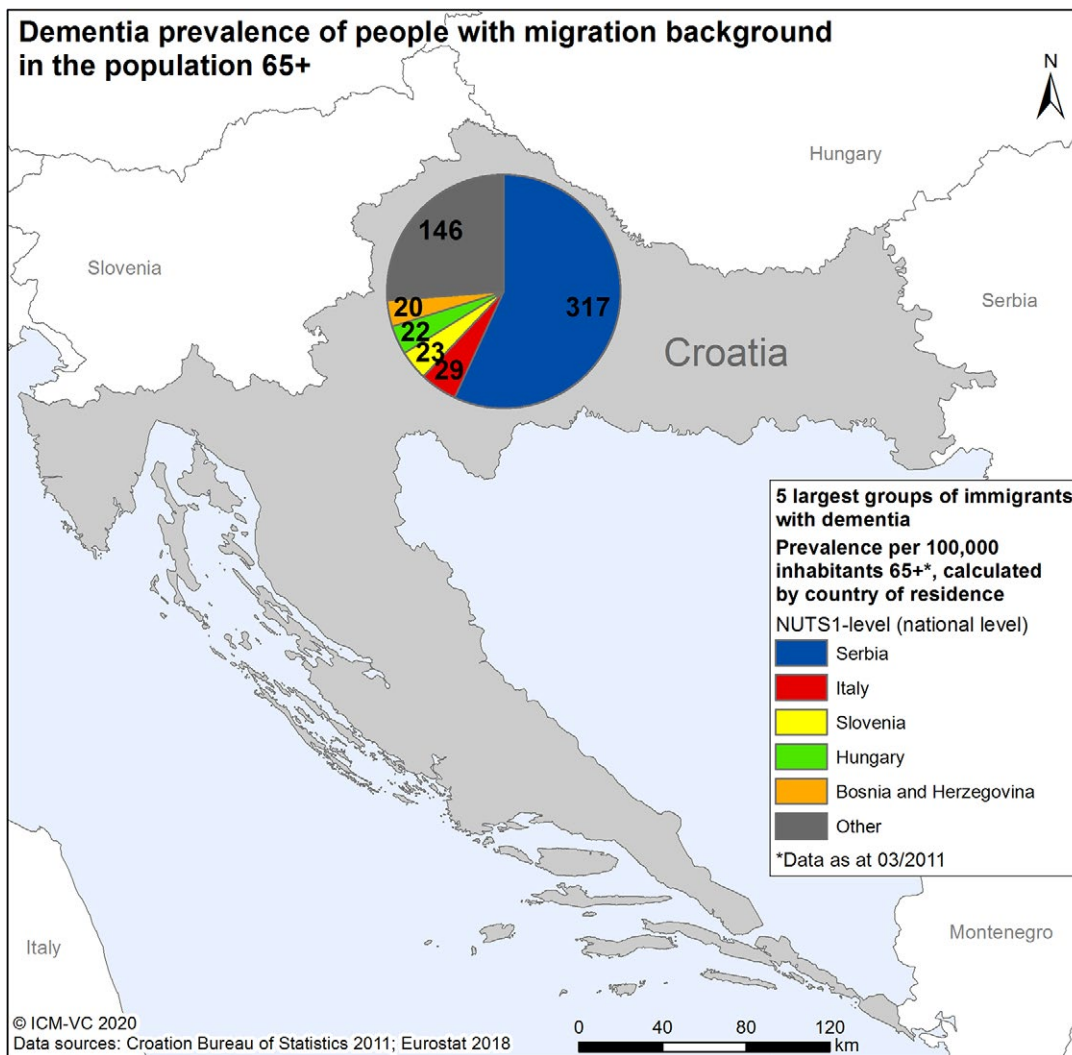 Dementia prevalence of people with migration background
in the population 65+
N
Hungary
Slovenia
Serbia
146
317
20
22
23
29
Croatia
5 largest groups of immigrants
with dementia
Prevalence per 100,000
inhabitants 65+*, calculated
by country of residence
NUTS1-level (national level)
Serbia
Italy
Slovenia
Hungary
Bosnia and Herzegovina
Other
*Data as at 03/2011
Italy
Montenegro
© ICM-VC 2020
Data sources: Croation Bureau of Statistics 2011; Eurostat 2018
0 40 80 120
km